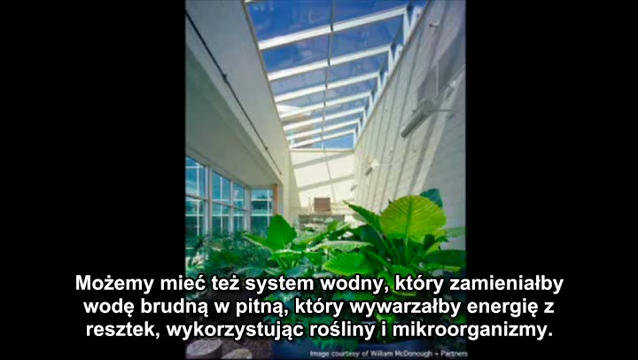 Możemy mieć też system wodny, który zamieniałby
wodę brudną w pitną, który wywarzałby energię z
resztek, wykorzystując rośliny i mikroorganizmy.
Image courtesy of William McDonough + Partners